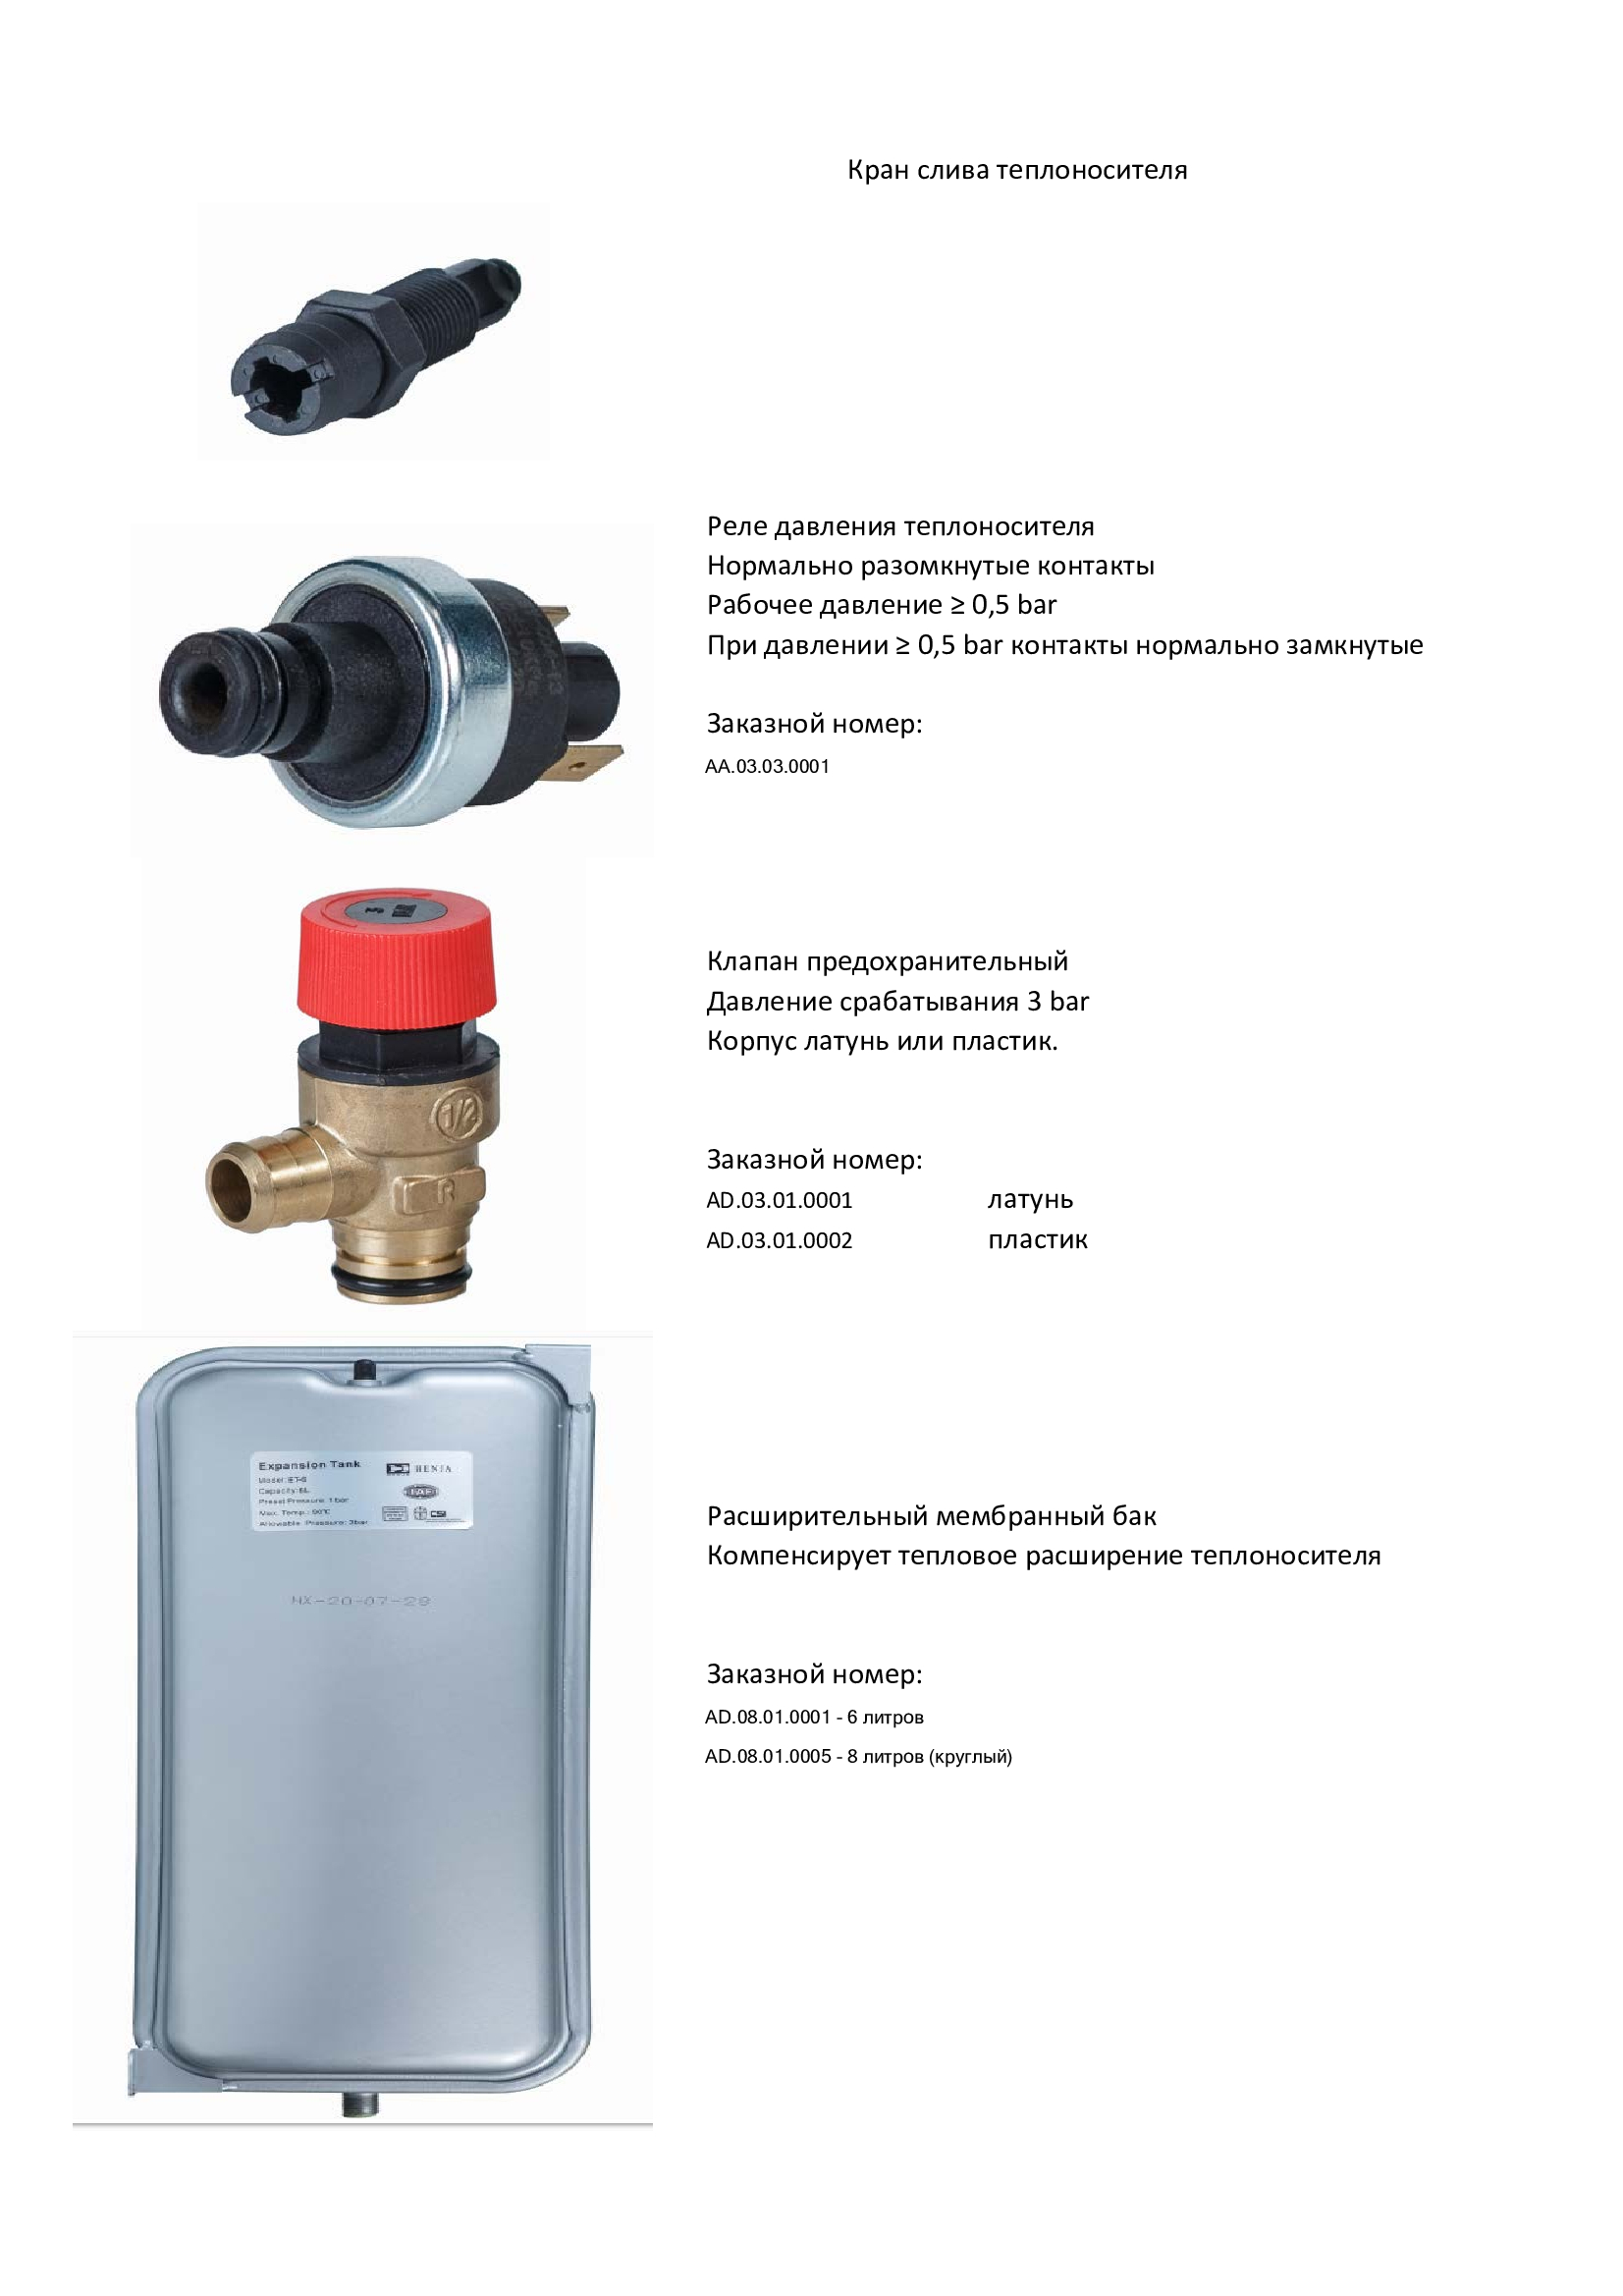 Кран слива теплоносителя
Реле давления теплоносителя
Нормально разомкнутые контакты
Рабочее давление ≥ 0,5 bar
При давлении ≥ 0,5 bar контакты нормально замкнутые
Заказной номер:
AA.03.03.0001
1/2
R
Клапан предохранительный
Давление срабатывания 3 bar
Корпус латунь или пластик.
Заказной номер:
AD.03.01.0001 латунь
AD.03.01.0002 пластик
Expansion Tank
HENJA
Capacity: 6L
Preset Pressure: 1 bar
Max. Temp.: 90°C
Allowable Pressure: 3bar
HX-20-07-28
Расширительный мембранный бак
Компенсирует тепловое расширение теплоносителя
Заказной номер:
AD.08.01.0001 - 6 литров
AD.08.01.0005 - 8 литров (круглый)